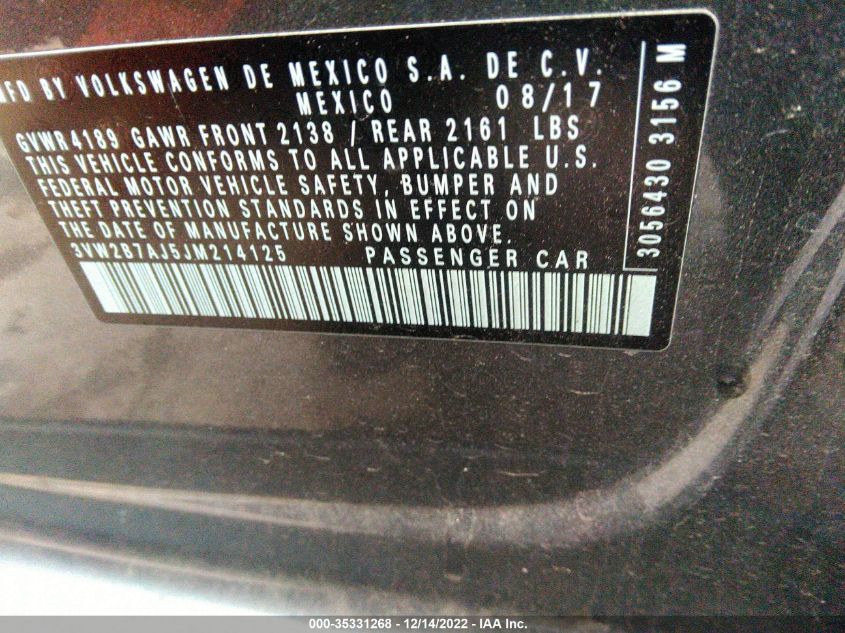 MFD BY VOLKSWAGEN DE MEXICO S.A. DE C.V.
MEXICO 08/17
GVWR 4189 GAWR FRONT 2138 / REAR 2161 LBS
THIS VEHICLE CONFORMS TO ALL APPLICABLE U.S.
FEDERAL MOTOR VEHICLE SAFETY, BUMPER AND
THEFT PREVENTION STANDARDS IN EFFECT ON
THE DATE OF MANUFACTURE SHOWN ABOVE.
3VW2B7AJ5JM214125 PASSENGER CAR
3056430 3156 M
000-35331268 - 12/14/2022 - IAA Inc.